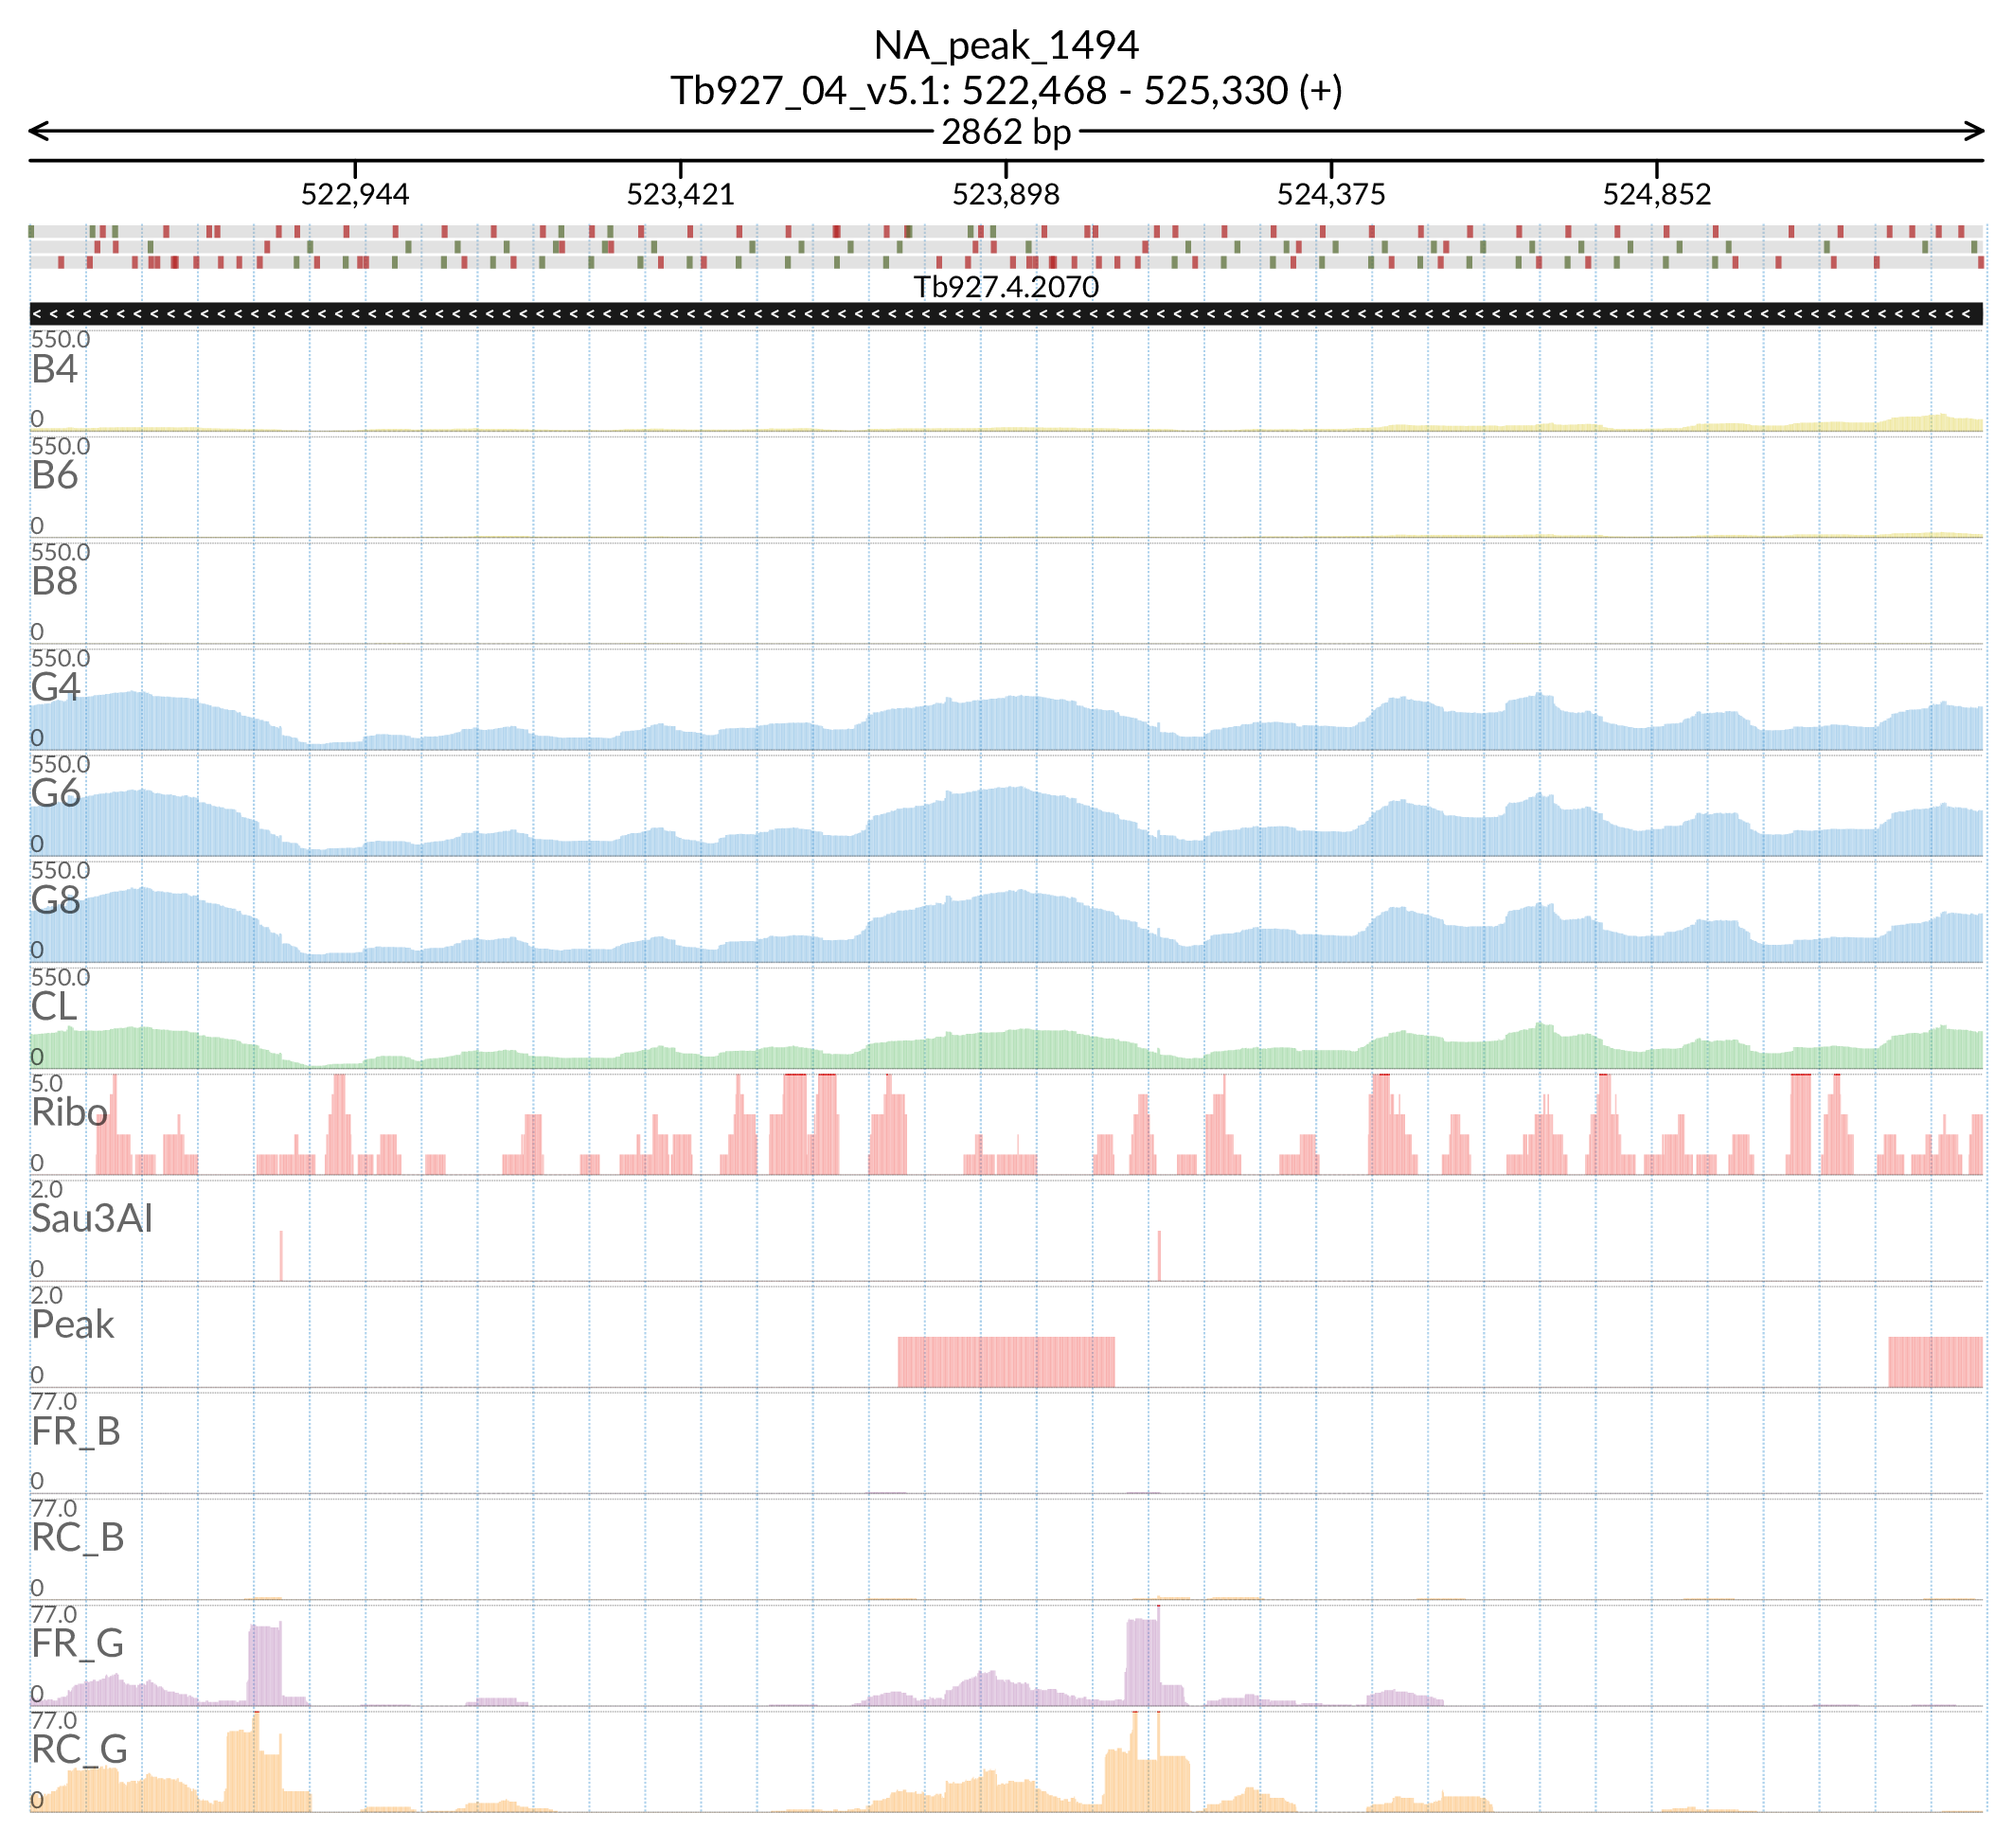 NA_peak_1494
Tb927_04_v5.1: 522,468 - 525,330 (+)
2862 bp
522,944 523,421 523,898 524,375 524,852
Tb927.4.2070
550.0
B4
0
550.0
B6
0
550.0
B8
0
550.0
G4
0
550.0
G6
0
550.0
G8
0
550.0
CL
0
5.0
Ribo
0
2.0
Sau3AI
0
2.0
Peak
0
77.0
FR_B
0
77.0
RC_B
0
77.0
FR_G
0
77.0
RC_G
0